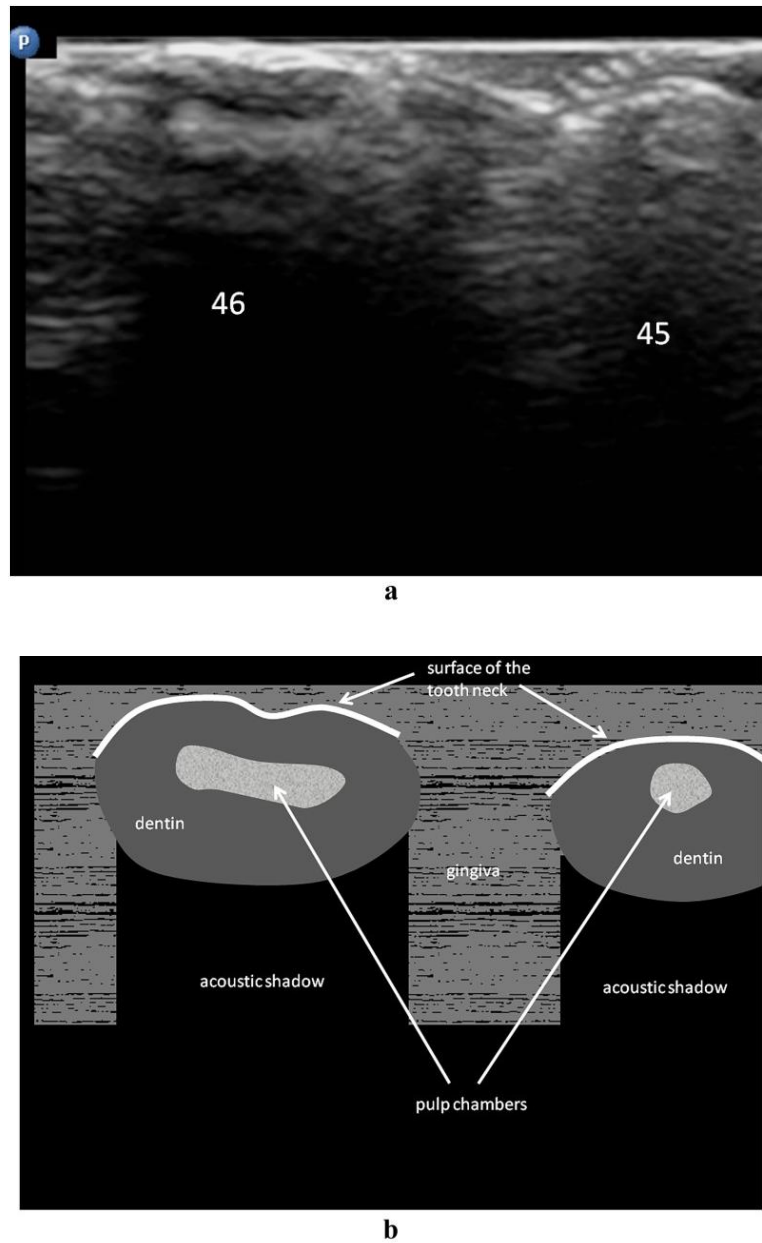 P
46
45
a
surface of the
tooth neck
dentin
gingiva
dentin
acoustic shadow
acoustic shadow
pulp chambers
b